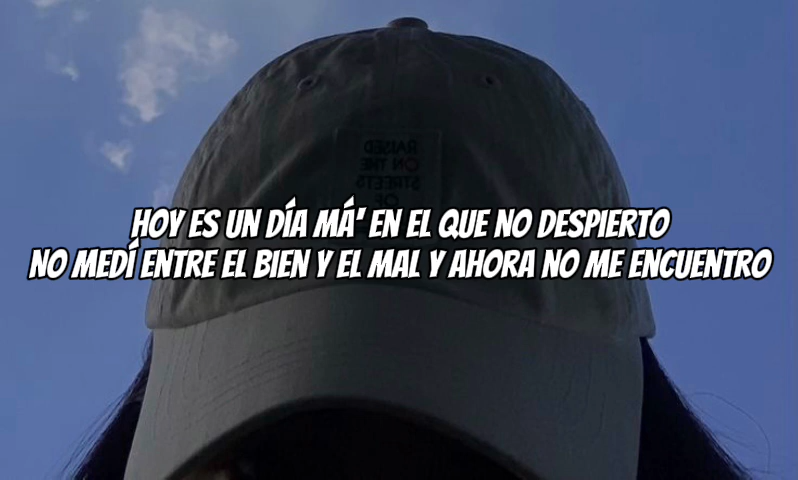 RAISED
ON THE
STREETS
OF
HOY ES UN DÍA MÁ' EN EL QUE NO DESPIERTO
NO MEDÍ ENTRE EL BIEN Y EL MAL Y AHORA NO ME ENCUENTRO